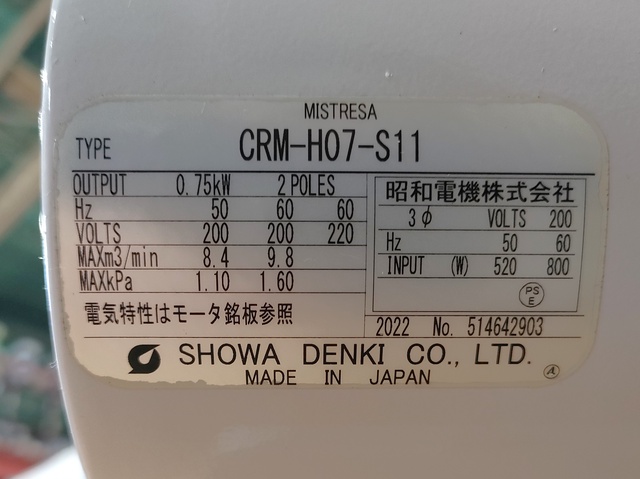 MISTRESA
TYPE CRM-H07-S11
OUTPUT 0.75kW 2 POLES
Hz 50 60 60
VOLTS 200 200 220
MAXm3/min 8.4 9.8
MAXkPa 1.10 1.60
電気特性はモータ銘板参照
昭和電機株式会社
3φ VOLTS 200
Hz 50 60
INPUT (W) 520 800
PS
E
2022 No. 514642903
SHOWA DENKI CO., LTD.
MADE IN JAPAN
A